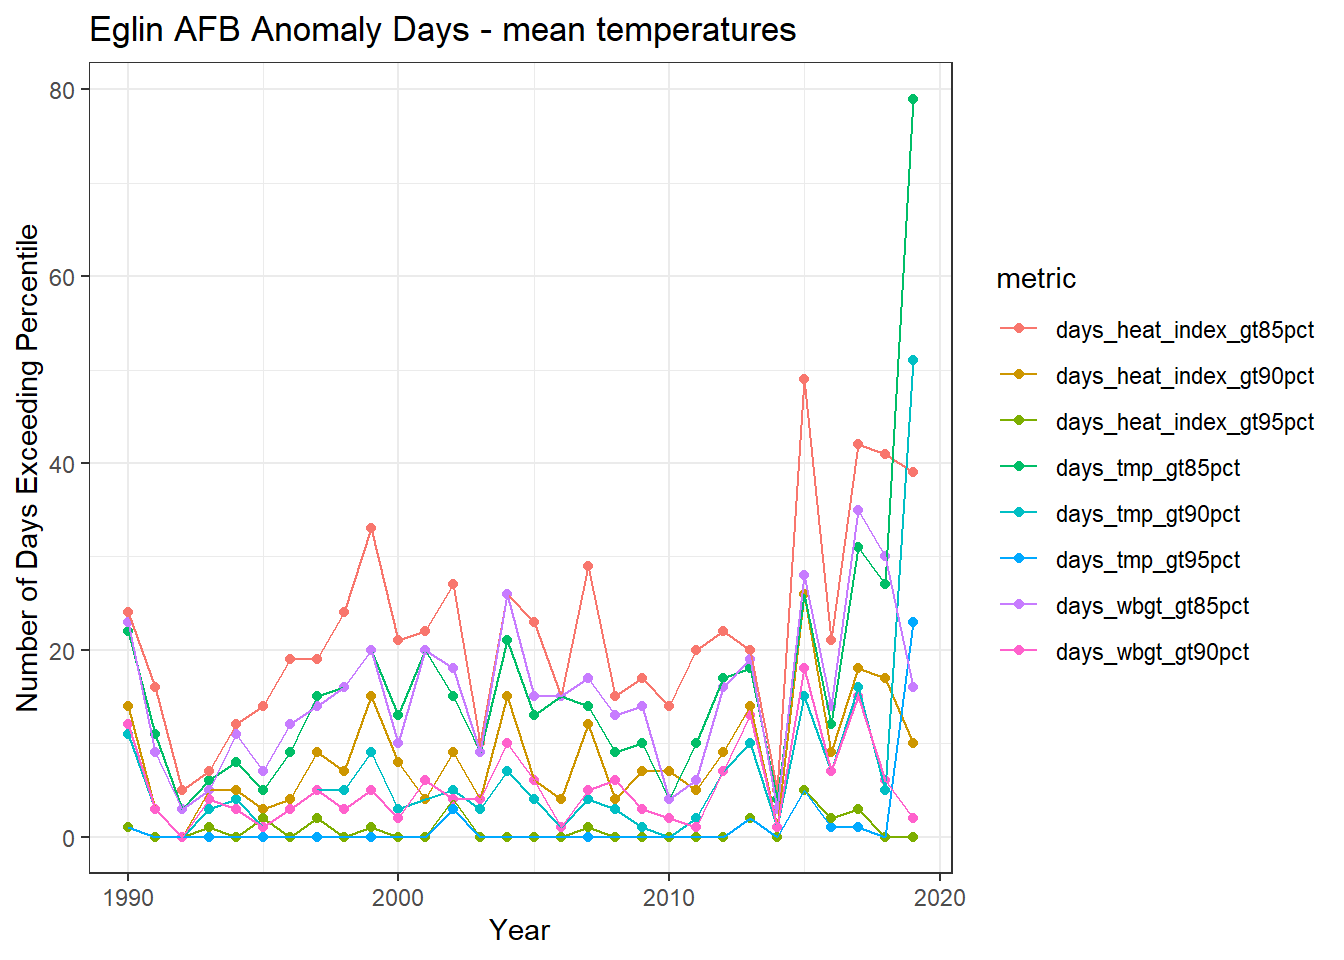 Eglin AFB Anomaly Days - mean temperatures
Number of Days Exceeding Percentile
80
60
40
20
0
1990
2000
2010
2020
Year
metric
days_heat_index_gt85pct
days_heat_index_gt90pct
days_heat_index_gt95pct
days_tmp_gt85pct
days_tmp_gt90pct
days_tmp_gt95pct
days_wbgt_gt85pct
days_wbgt_gt90pct